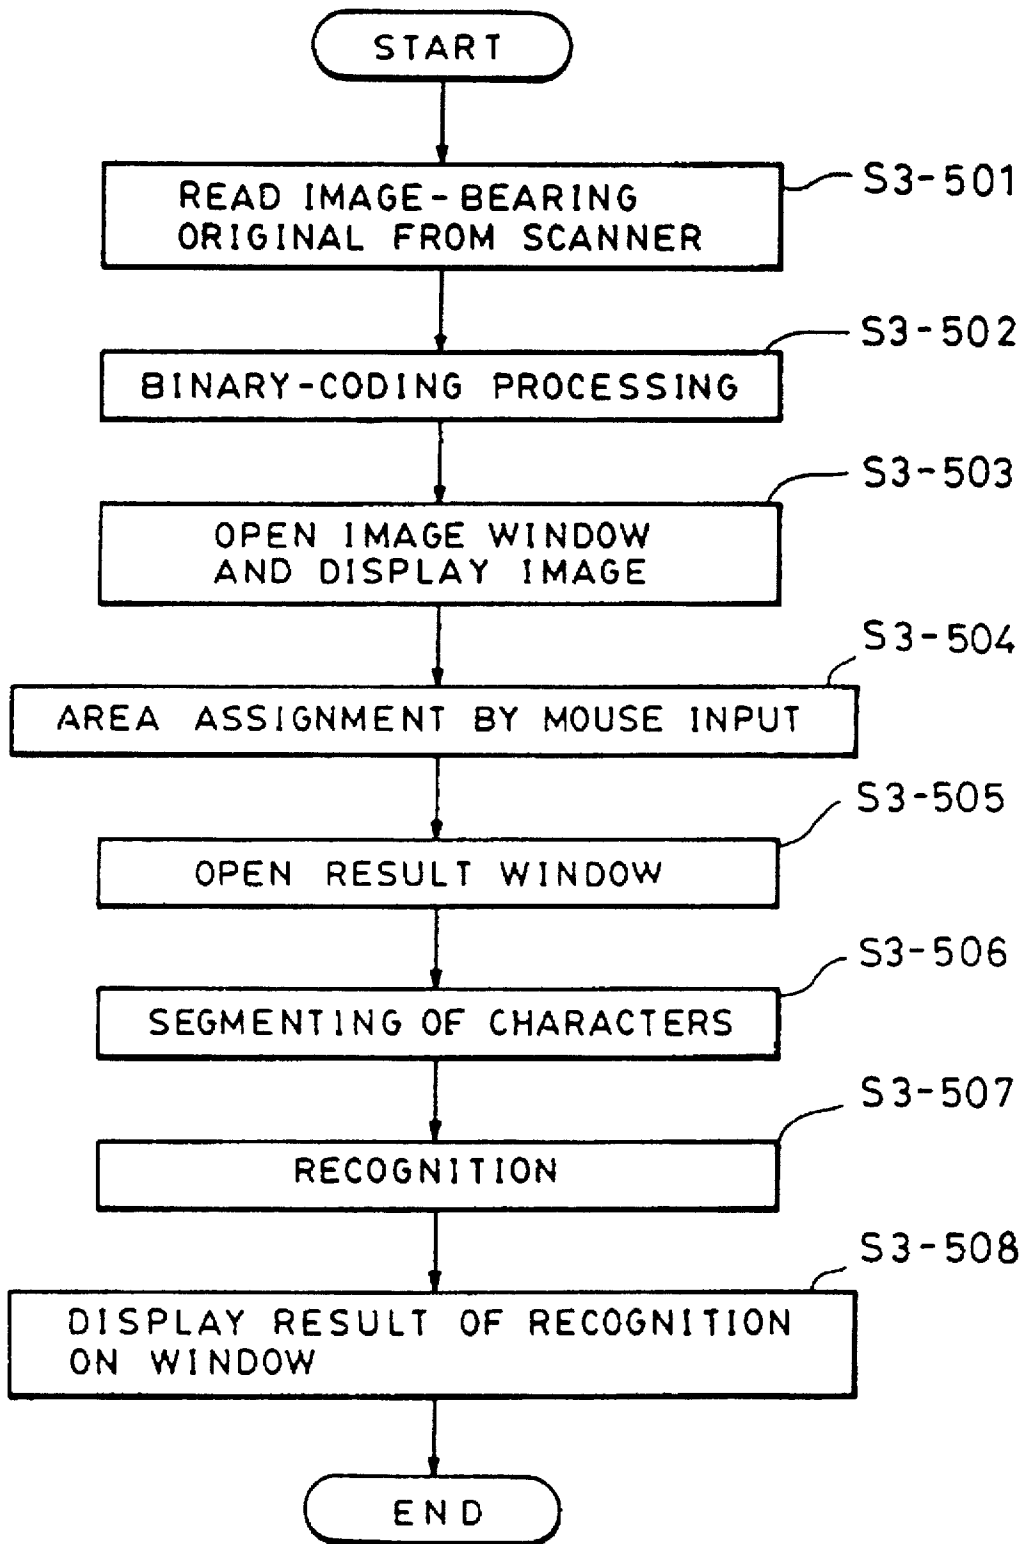 START
READ IMAGE-BEARING
ORIGINAL FROM SCANNER
S3-501
BINARY-CODING PROCESSING
S3-502
OPEN IMAGE WINDOW
AND DISPLAY IMAGE
S3-503
AREA ASSIGNMENT BY MOUSE INPUT
S3-504
OPEN RESULT WINDOW
S3-505
SEGMENTING OF CHARACTERS
S3-506
RECOGNITION
S3-507
DISPLAY RESULT OF RECOGNITION
ON WINDOW
S3-508
END